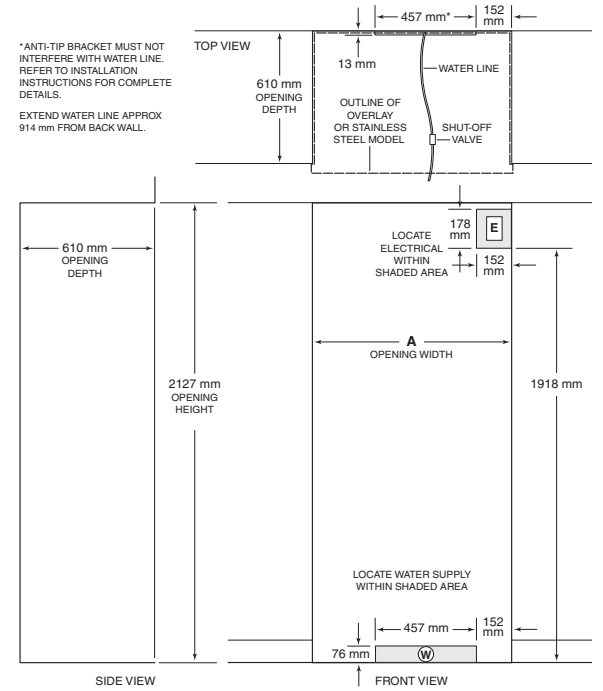 *ANTI-TIP BRACKET MUST NOT
INTERFERE WITH WATER LINE.
REFER TO INSTALLATION
INSTRUCTIONS FOR COMPLETE
DETAILS.
EXTEND WATER LINE APPROX
914 mm FROM BACK WALL.
TOP VIEW
457 mm*
152
mm
13 mm
610 mm
OPENING
DEPTH
WATER LINE
OUTLINE OF
OVERLAY
OR STAINLESS
STEEL MODEL
SHUT-OFF
VALVE
610 mm
OPENING
DEPTH
2127 mm
OPENING
HEIGHT
178
mm
E
LOCATE
ELECTRICAL
WITHIN
SHADED AREA
152
mm
A
OPENING WIDTH
1918 mm
LOCATE WATER SUPPLY
WITHIN SHADED AREA
457 mm
152
mm
76 mm
W
SIDE VIEW
FRONT VIEW